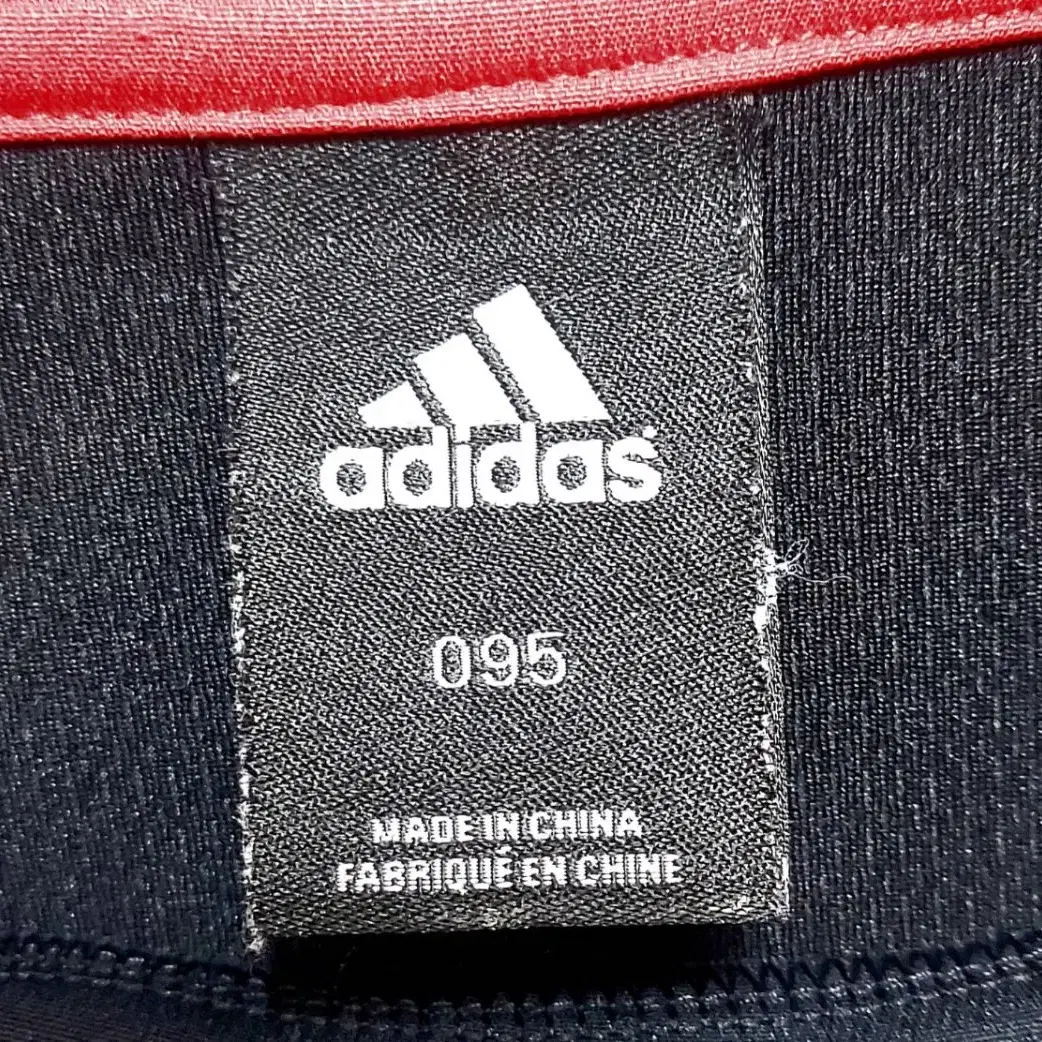 adidas
095
MADE IN CHINA
FABRIQUÉ EN CHINE